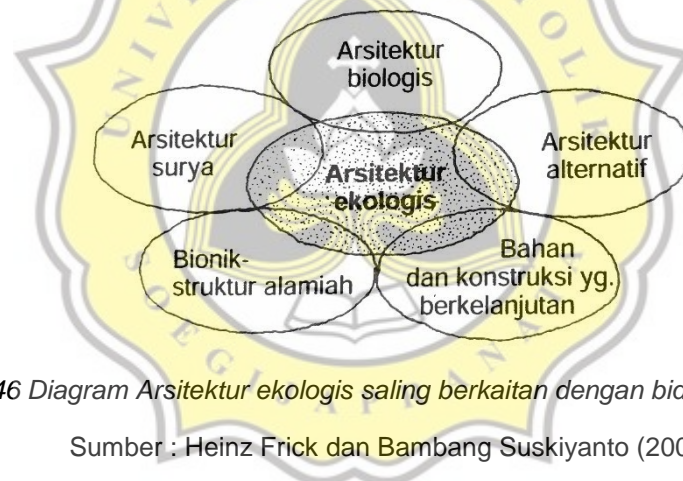 Arsitektur
biologis
Arsitektur
surya
Arsitektur
alternatif
Arsitektur
ekologis
Bionik-
struktur alamiah
Bahan
dan konstruksi yg.
berkelanjutan
46 Diagram Arsitektur ekologis saling berkaitan dengan
Sumber : Heinz Frick dan Bambang Suskiyanto (200
SOEGIJAPRANATA